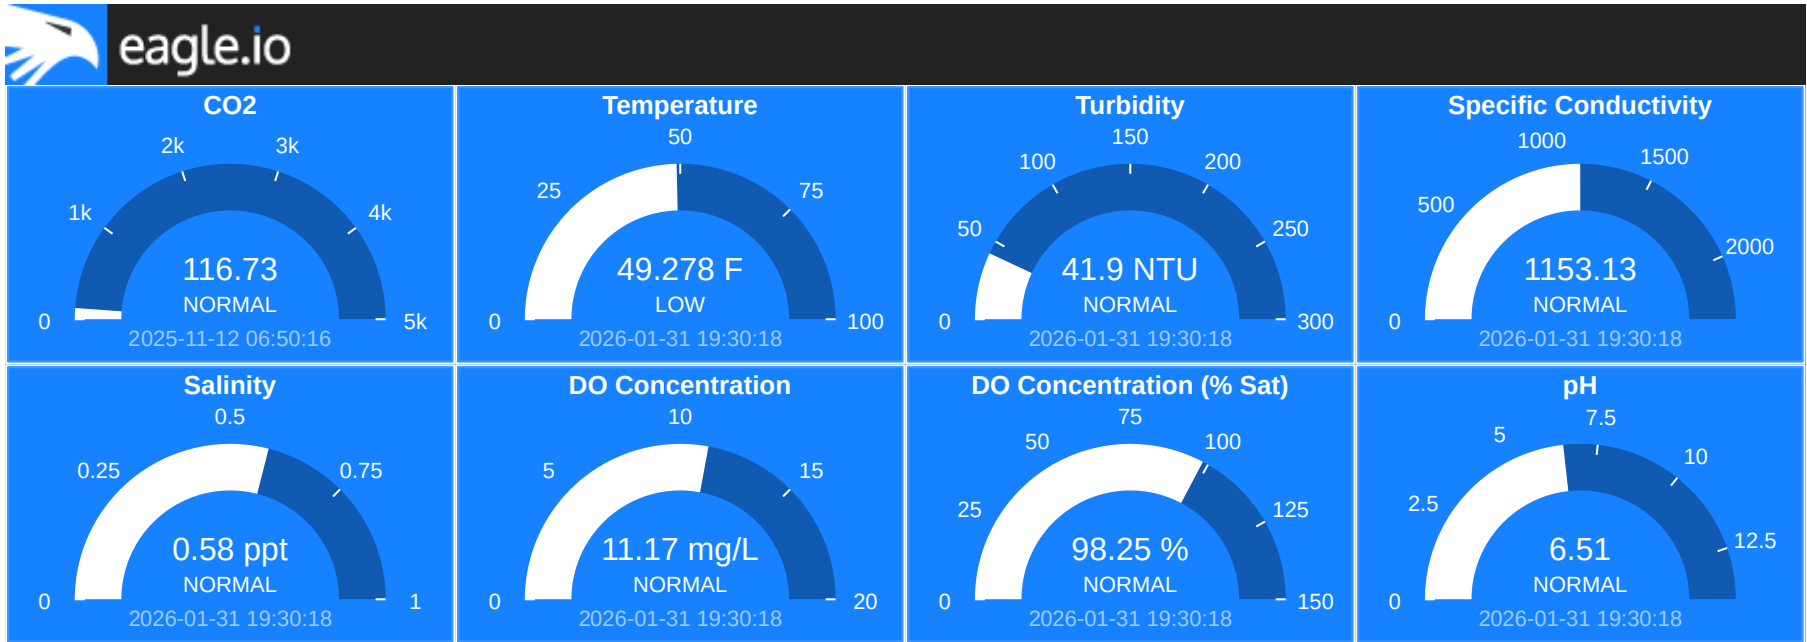 eagle.io
CO2
0
1k
2k
3k
4k
5k
116.73
NORMAL
2025-11-12 06:50:16
Temperature
0
25
50
75
100
49.278 F
LOW
2026-01-31 19:30:18
Turbidity
0
50
100
150
200
250
300
41.9 NTU
NORMAL
2026-01-31 19:30:18
Specific Conductivity
0
500
1000
1500
2000
1153.13
NORMAL
2026-01-31 19:30:18
Salinity
0
0.25
0.5
0.75
1
0.58 ppt
NORMAL
2026-01-31 19:30:18
DO Concentration
0
5
10
15
20
11.17 mg/L
NORMAL
2026-01-31 19:30:18
DO Concentration (% Sat)
0
25
50
75
100
125
150
98.25 %
NORMAL
2026-01-31 19:30:18
pH
0
2.5
5
7.5
10
12.5
6.51
NORMAL
2026-01-31 19:30:18